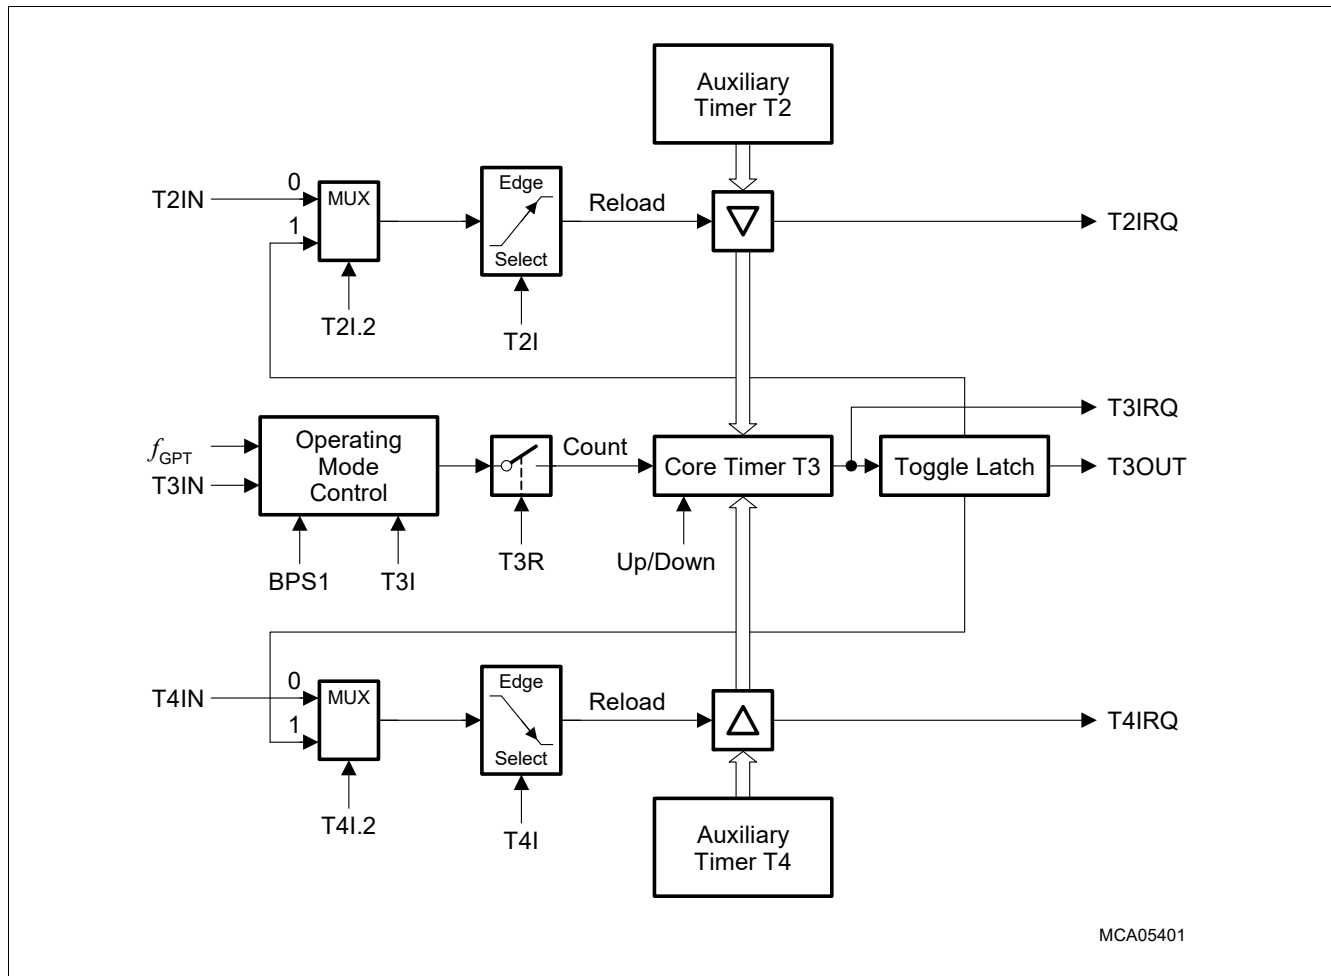 Auxiliary
Timer T2
T2IN
0
1
MUX
Edge
Select
Reload
T2IRQ
T2I.2
T2I
T3IRQ
fGPT
T3IN
Operating
Mode
Control
Count
Core Timer T3
Toggle Latch
T3OUT
BPS1
T3I
T3R
Up/Down
T4IN
0
1
MUX
Edge
Select
Reload
T4IRQ
T4I.2
T4I
Auxiliary
Timer T4
MCA05401